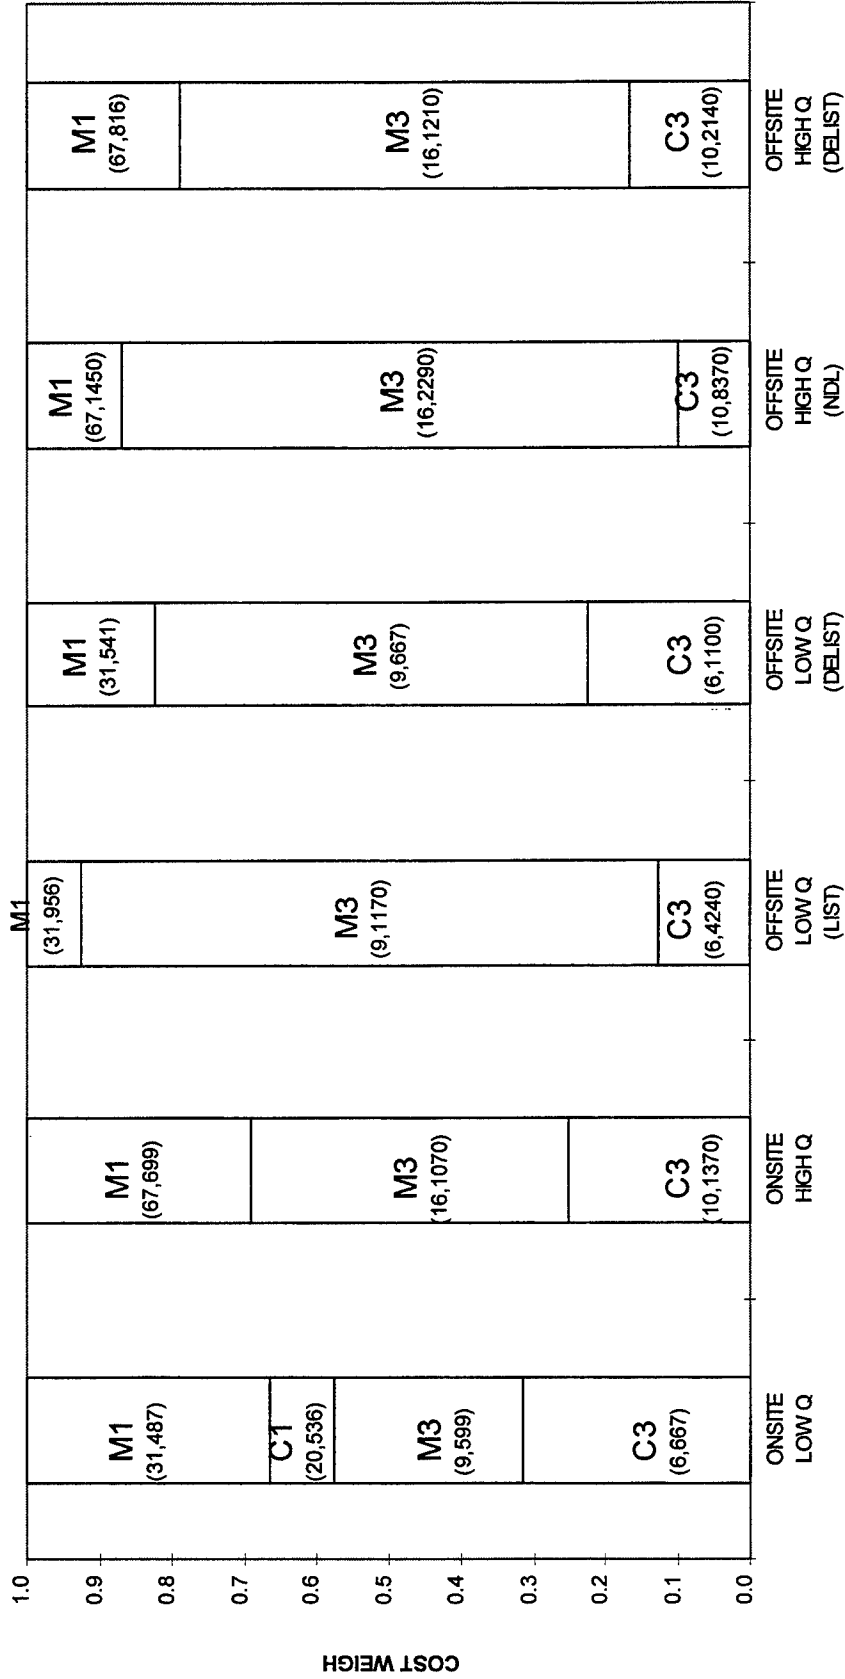 COST WEIGH
1.0
0.9
0.8
0.7
0.6
0.5
0.4
0.3
0.2
0.1
0.0
M1
(31,487)
C1
(20,536)
M3
(9,599)
C3
(6,667)
ONSITE
LOW Q
M1
(67,699)
M3
(16,1070)
C3
(10,1370)
ONSITE
HIGH Q
M1
(31,956)
M3
(9,1170)
C3
(6,4240)
OFFSITE
LOW Q
(LIST)
M1
(31,541)
M3
(9,667)
C3
(6,1100)
OFFSITE
LOW Q
(DELIST)
M1
(67,1450)
M3
(16,2290)
C3
(10,8370)
OFFSITE
HIGH Q
(NDL)
M1
(67,816)
M3
(16,1210)
C3
(10,2140)
OFFSITE
HIGH Q
(DELIST)